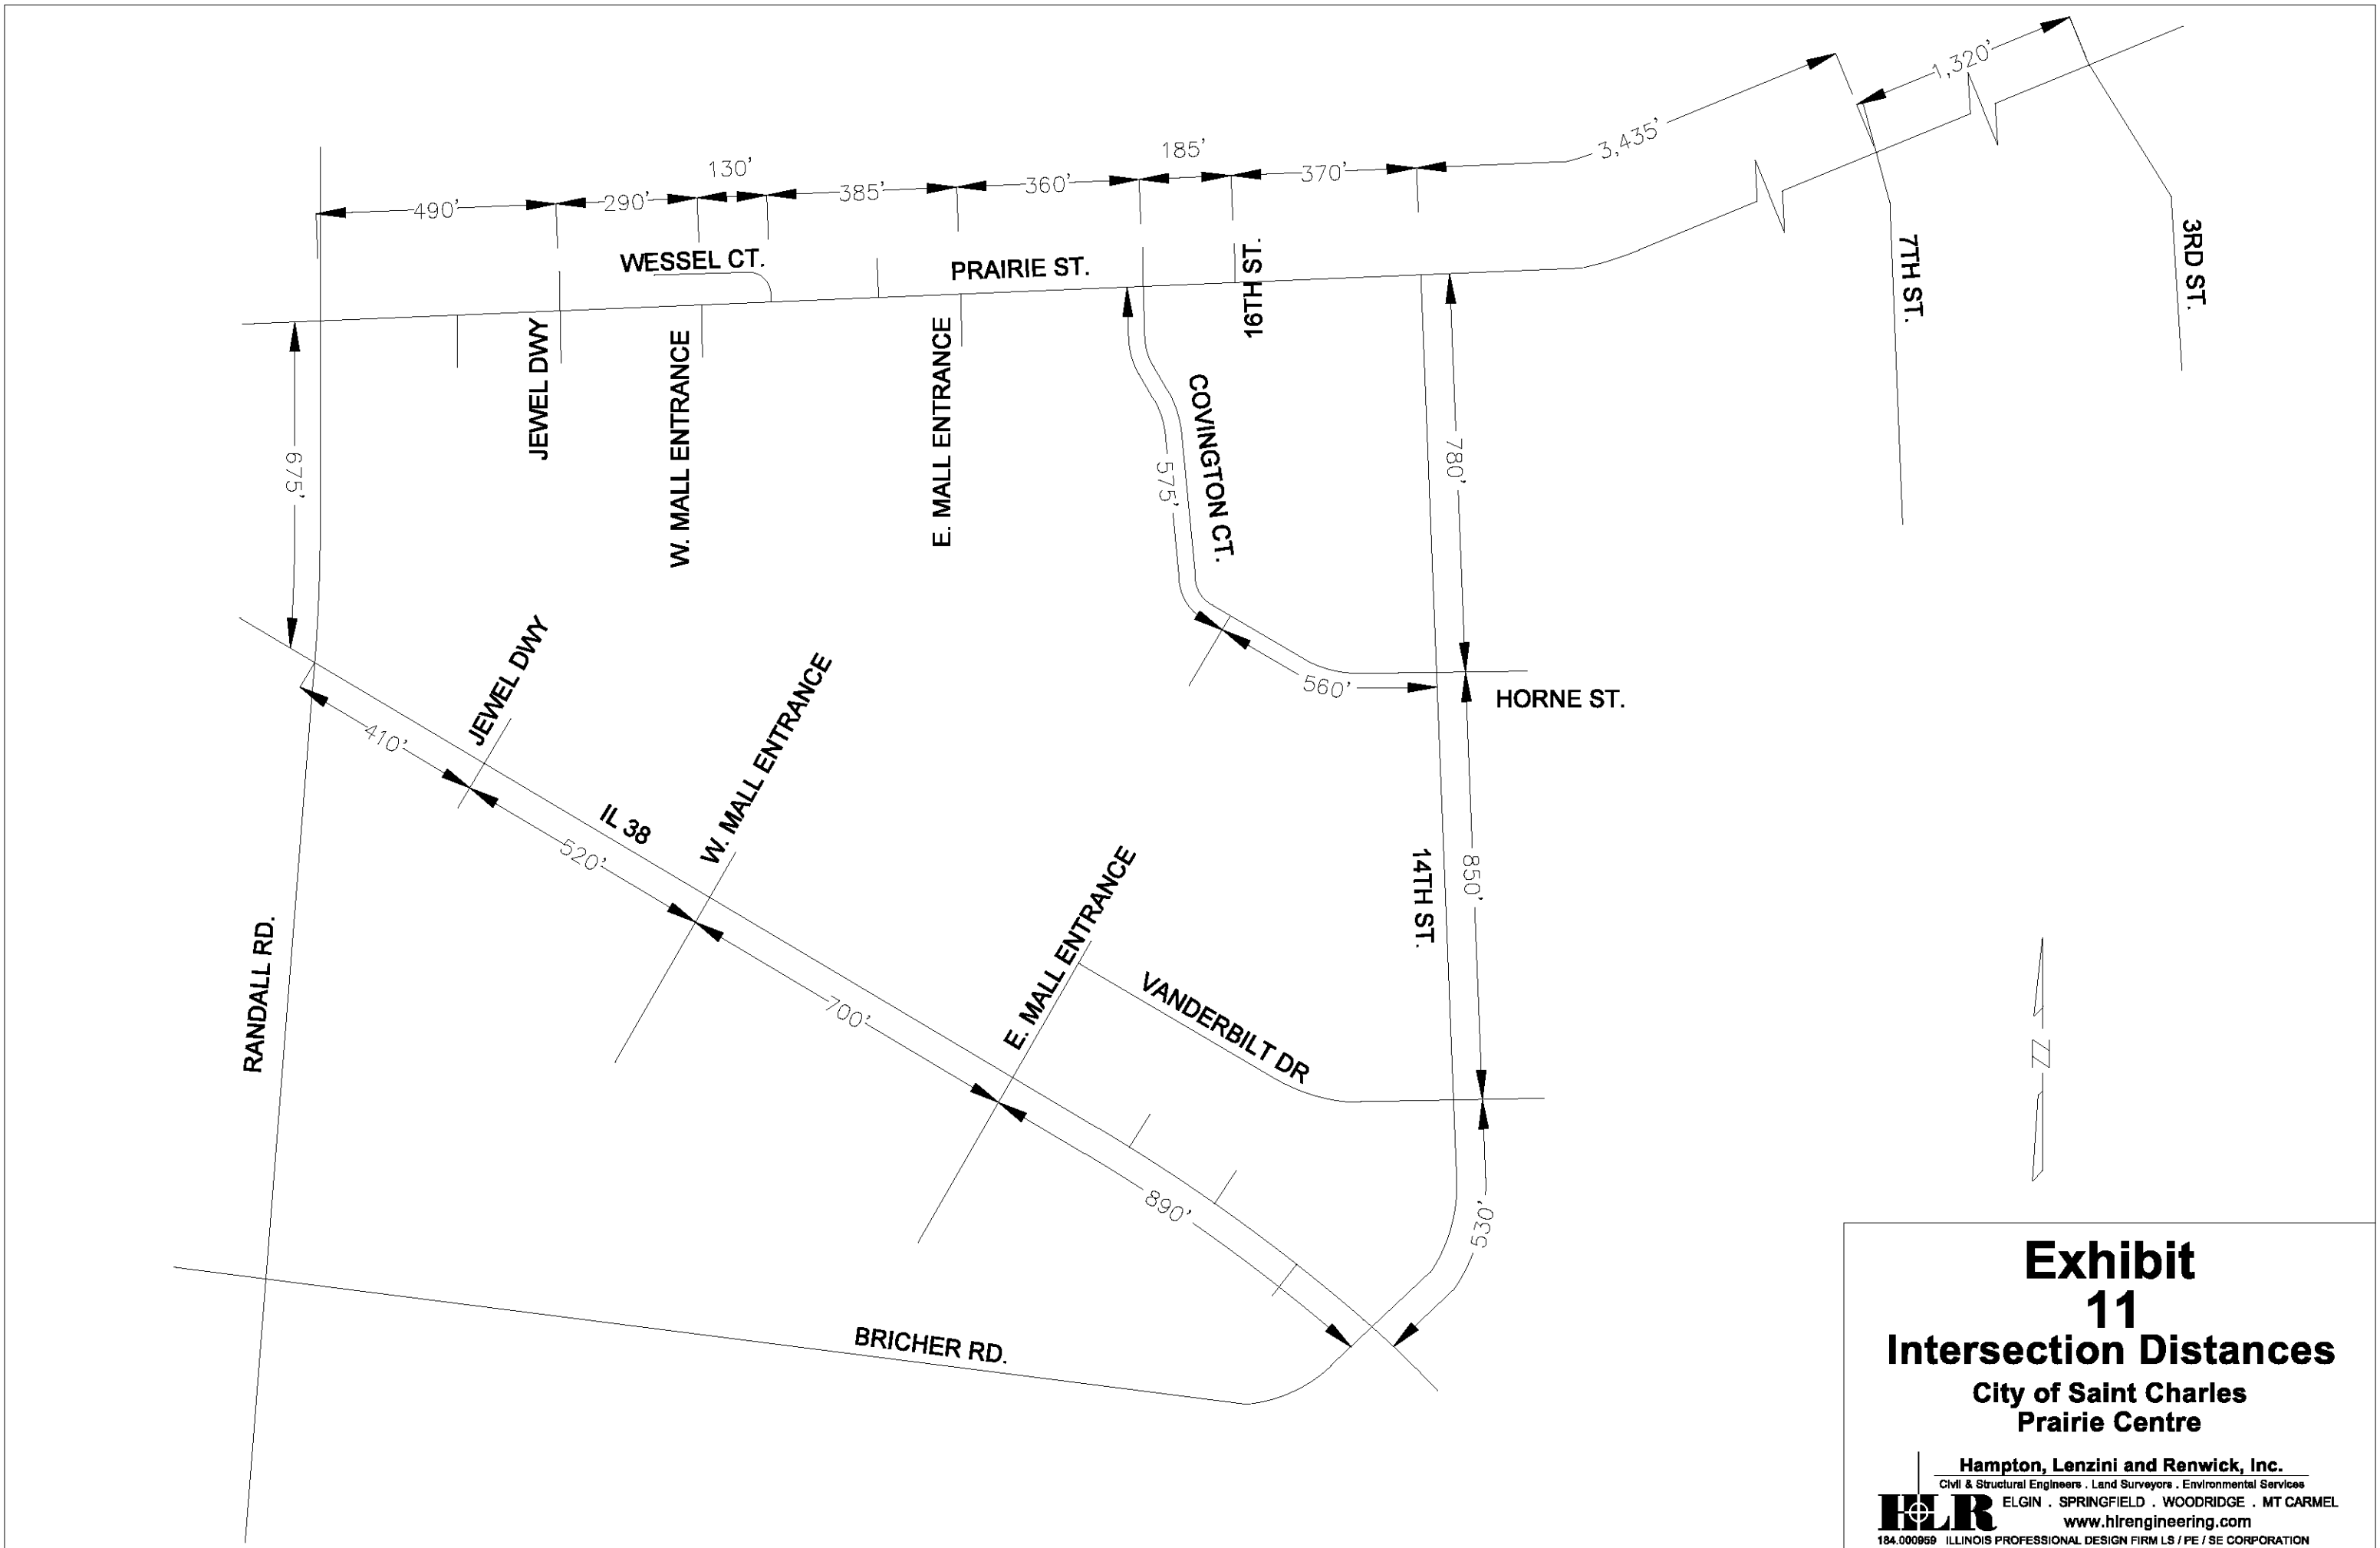 1,320'
3,435'
185'
130'
370'
360'
385'
290'
490'
WESSEL CT.
PRAIRIE ST.
16TH ST.
7TH ST.
3RD ST.
JEWEL DWY
W. MALL ENTRANCE
E. MALL ENTRANCE
COVINGTON CT.
675'
575'
780'
560'
HORNE ST.
JEWEL DWY
W. MALL ENTRANCE
410'
IL 38
520'
E. MALL ENTRANCE
14TH ST.
850'
RANDALL RD.
700'
VANDERBILT DR
N
890'
530'
BRICHER RD.
Exhibit
11
Intersection Distances
City of Saint Charles
Prairie Centre
Hampton, Lenzini and Renwick, Inc.
Civil & Structural Engineers . Land Surveyors . Environmental Services
HLR
ELGIN . SPRINGFIELD . WOODRIDGE . MT CARMEL
www.hlrengineering.com
184.000959 ILLINOIS PROFESSIONAL DESIGN FIRM LS / PE / SE CORPORATION